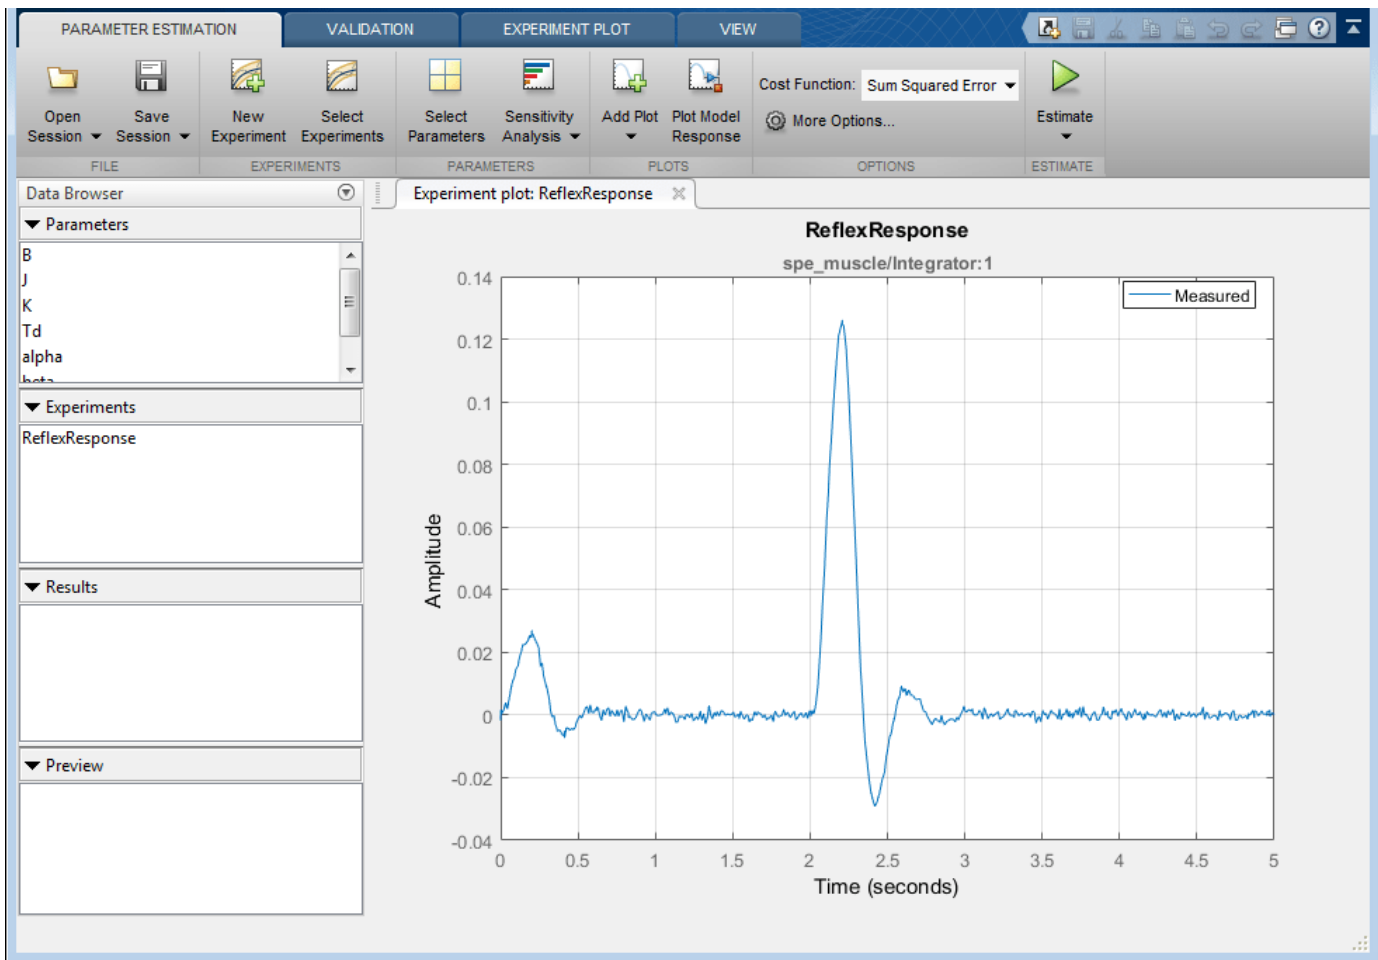 PARAMETER ESTIMATION VALIDATION EXPERIMENT PLOT VIEW
Open Session Save Session New Experiment Select Experiments Select Parameters Sensitivity Analysis Add Plot Plot Model Response Cost Function: Sum Squared Error Estimate
More Options...
FILE EXPERIMENTS PARAMETERS PLOTS OPTIONS ESTIMATE
Data Browser
Parameters
B
J
K
Td
alpha
beta
Experiments
ReflexResponse
Results
Preview
Experiment plot: ReflexResponse
ReflexResponse
spe_muscle/Integrator:1
Measured
0.14
0.12
0.1
0.08
0.06
0.04
0.02
0
-0.02
-0.04
Amplitude
0 0.5 1 1.5 2 2.5 3 3.5 4 4.5 5
Time (seconds)